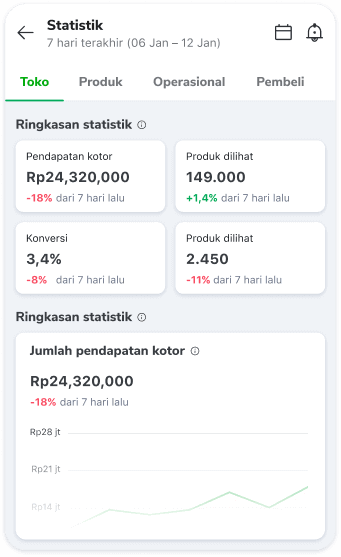 Statistik
7 hari terakhir (06 Jan – 12 Jan)
Toko Produk Operasional Pembeli
Ringkasan statistik
Pendapatan kotor
Rp24,320,000
-18% dari 7 hari lalu
Produk dilihat
149.000
+1,4% dari 7 hari lalu
Konversi
3,4%
-8% dari 7 hari lalu
Produk dilihat
2.450
-11% dari 7 hari lalu
Ringkasan statistik
Jumlah pendapatan kotor
Rp24,320,000
-18% dari 7 hari lalu
Rp28 jt
Rp21 jt
Rp14 jt